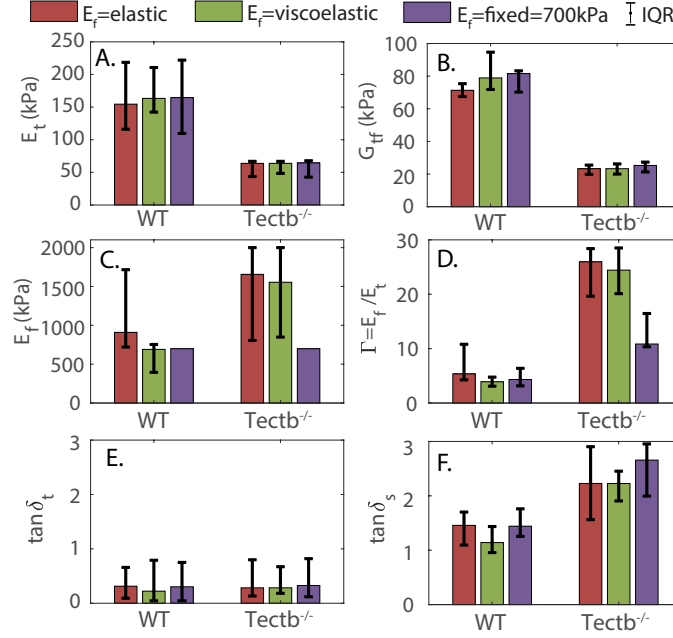 E_f=elastic E_f=viscoelastic E_f=fixed=700kPa IQR
A.
E_t (kPa)
250
200
150
100
50
0
WT Tectb-/-
B.
G_tf (kPa)
100
80
60
40
20
0
WT Tectb-/-
C.
E_f (kPa)
2000
1500
1000
500
0
WT Tectb-/-
D.
Γ=E_f/E_t
30
20
10
0
WT Tectb-/-
E.
tan δ_t
3
2
1
0
WT Tectb-/-
F.
tan δ_s
3
2
1
0
WT Tectb-/-